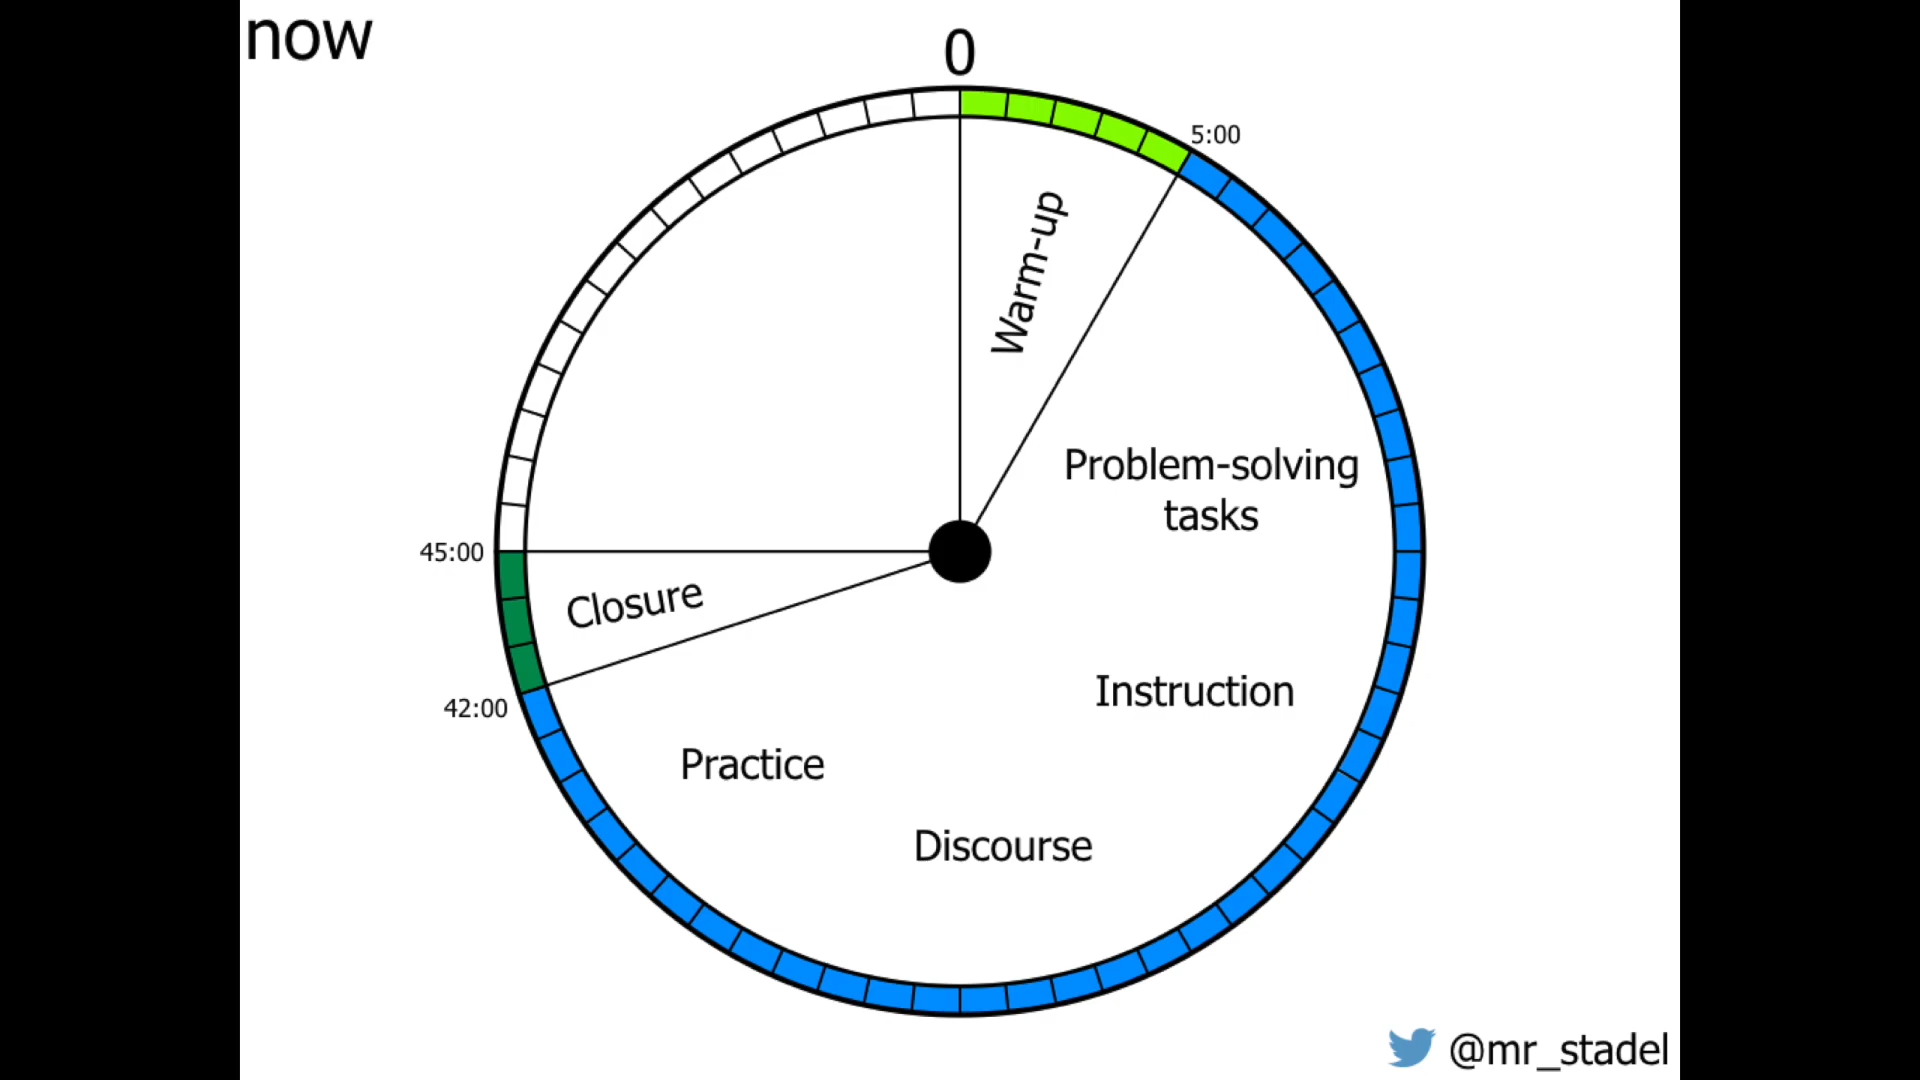 now
0
5:00
Warm-up
Problem-solving
tasks
45:00
Closure
Instruction
42:00
Practice
Discourse
@mr_stadel